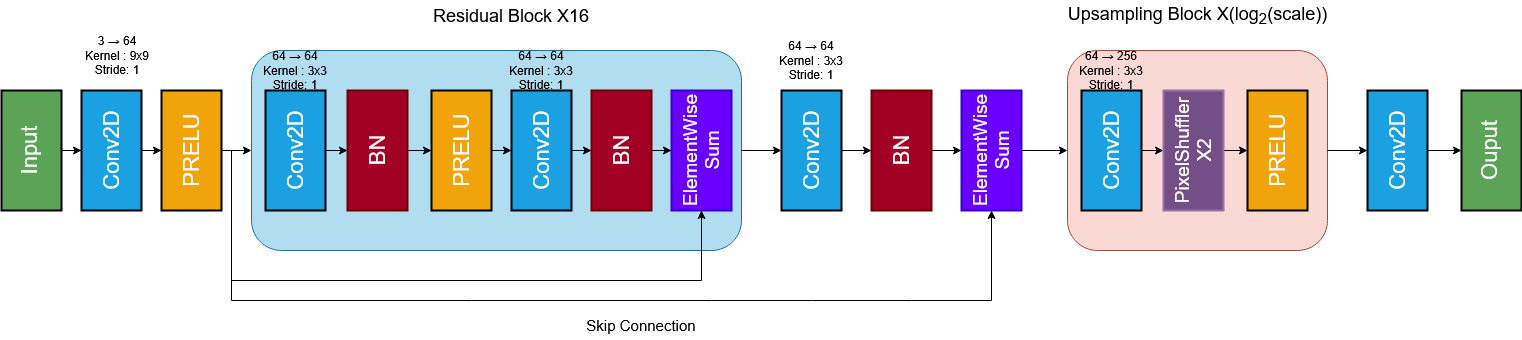 Residual Block X16
Upsampling Block X(log2(scale))
3 → 64
Kernel : 9x9
Stride: 1
64 → 64
Kernel : 3x3
Stride: 1
64 → 64
Kernel : 3x3
Stride: 1
64 → 64
Kernel : 3x3
Stride: 1
64 → 256
Kernel : 3x3
Stride: 1
Input
Conv2D
PRELU
Conv2D
BN
PRELU
Conv2D
BN
ElementWise
Sum
Conv2D
BN
ElementWise
Sum
Conv2D
PixelShuffler
X2
PRELU
Conv2D
Ouput
Skip Connection